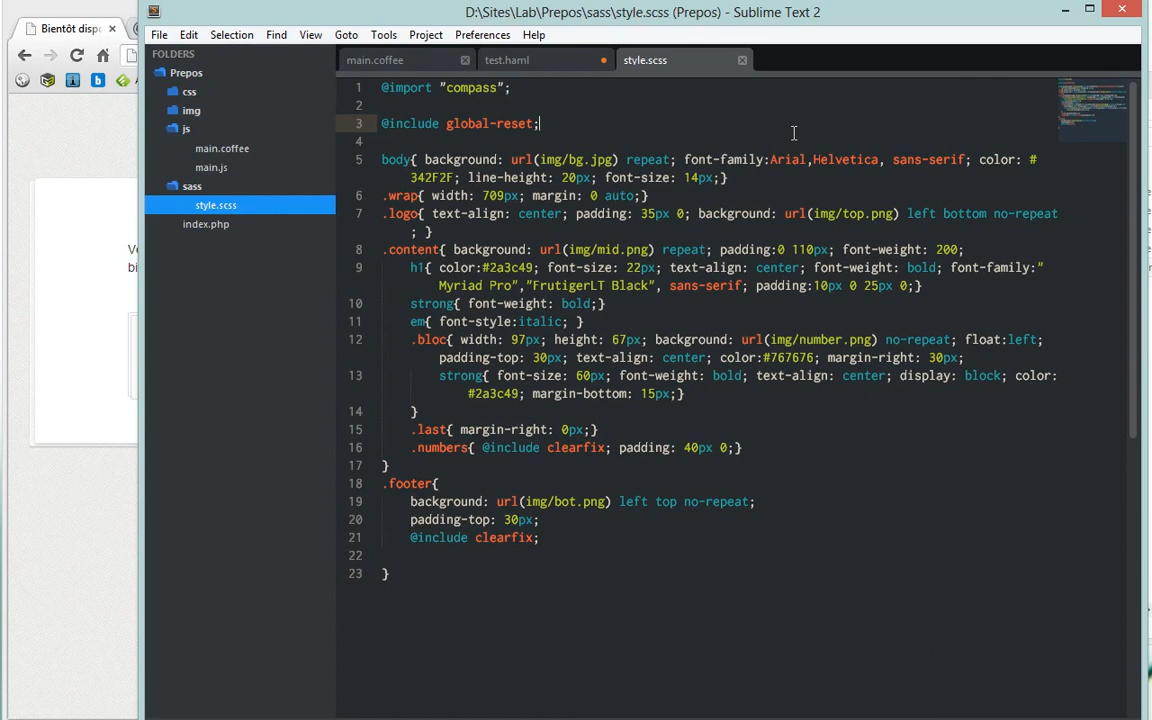 D:\Sites\Lab\Prepos\sass\style.scss (Prepos) - Sublime Text 2
Bientôt disp
File Edit Selection Find View Goto Tools Project Preferences Help
FOLDERS
Prepos
css
img
js
main.coffee
main.js
sass
style.scss
index.php
main.coffee test.haml style.scss
1 @import "compass";
2
3 @include global-reset;
4
5 body{ background: url(img/bg.jpg) repeat; font-family:Arial,Helvetica, sans-serif; color: #
342F2F; line-height: 20px; font-size: 14px;}
6 .wrap{ width: 709px; margin: 0 auto;}
7 .logo{ text-align: center; padding: 35px 0; background: url(img/top.png) left bottom no-repeat
; }
8 .content{ background: url(img/mid.png) repeat; padding:0 110px; font-weight: 200;
9 h1{ color:#2a3c49; font-size: 22px; text-align: center; font-weight: bold; font-family:"
Myriad Pro","FrutigerLT Black", sans-serif; padding:10px 0 25px 0;}
10 strong{ font-weight: bold;}
11 em{ font-style:italic; }
12 .bloc{ width: 97px; height: 67px; background: url(img/number.png) no-repeat; float:left;
padding-top: 30px; text-align: center; color:#767676; margin-right: 30px;
13 strong{ font-size: 60px; font-weight: bold; text-align: center; display: block; color:
#2a3c49; margin-bottom: 15px;}
14 }
15 .last{ margin-right: 0px;}
16 .numbers{ @include clearfix; padding: 40px 0;}
17 }
18 .footer{
19 background: url(img/bot.png) left top no-repeat;
20 padding-top: 30px;
21 @include clearfix;
22
23 }